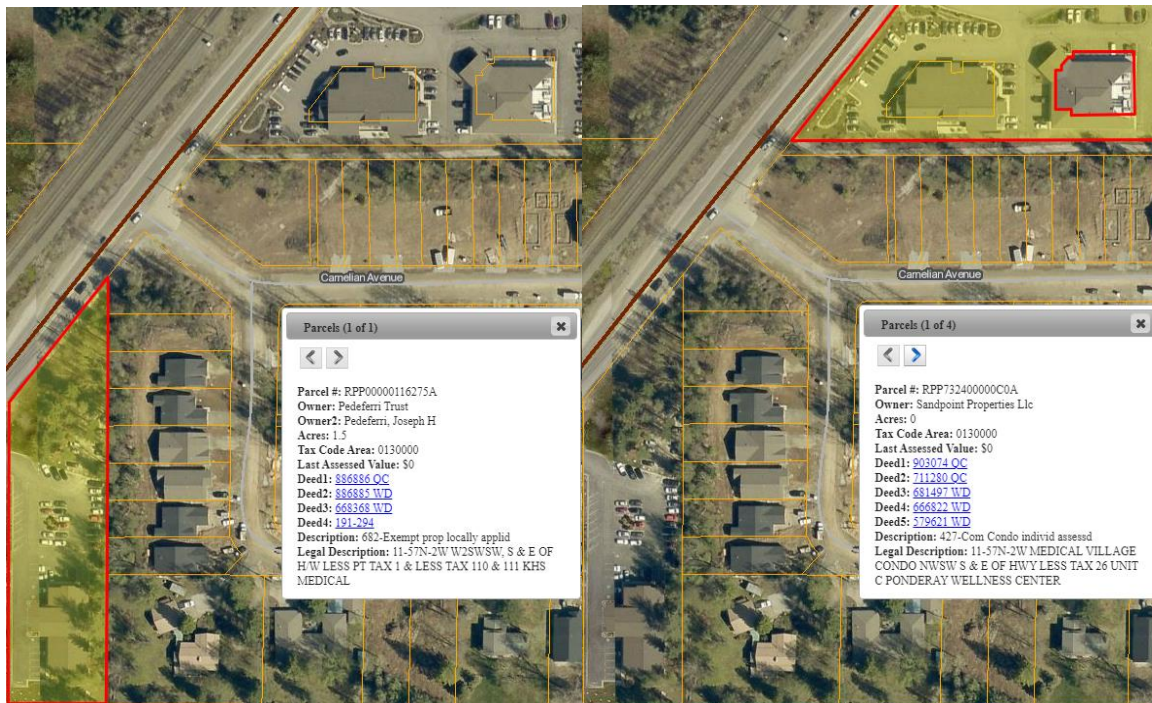 Carnelian Avenue
Parcels (1 of 1)
Parcel #: RPP00000116275A
Owner: Pedeferri Trust
Owner2: Pedeferri, Joseph H
Acres: 1.5
Tax Code Area: 0130000
Last Assessed Value: $0
Deed1: 886886 QC
Deed2: 886885 WD
Deed3: 668368 WD
Deed4: 191-294
Description: 682-Exempt prop locally applid
Legal Description: 11-57N-2W W2SWSW, S & E OF
H/W LESS PT TAX 1 & LESS TAX 110 & 111 KHS
MEDICAL
Carnelian Avenue
Parcels (1 of 4)
Parcel #: RPP732400000C0A
Owner: Sandpoint Properties Llc
Acres: 0
Tax Code Area: 0130000
Last Assessed Value: $0
Deed1: 903074 QC
Deed2: 711280 QC
Deed3: 681497 WD
Deed4: 666822 WD
Deed5: 579621 WD
Description: 427-Com Condo individ assessd
Legal Description: 11-57N-2W MEDICAL VILLAGE
CONDO NWSW S & E OF HWY LESS TAX 26 UNIT
C PONDERAY WELLNESS CENTER